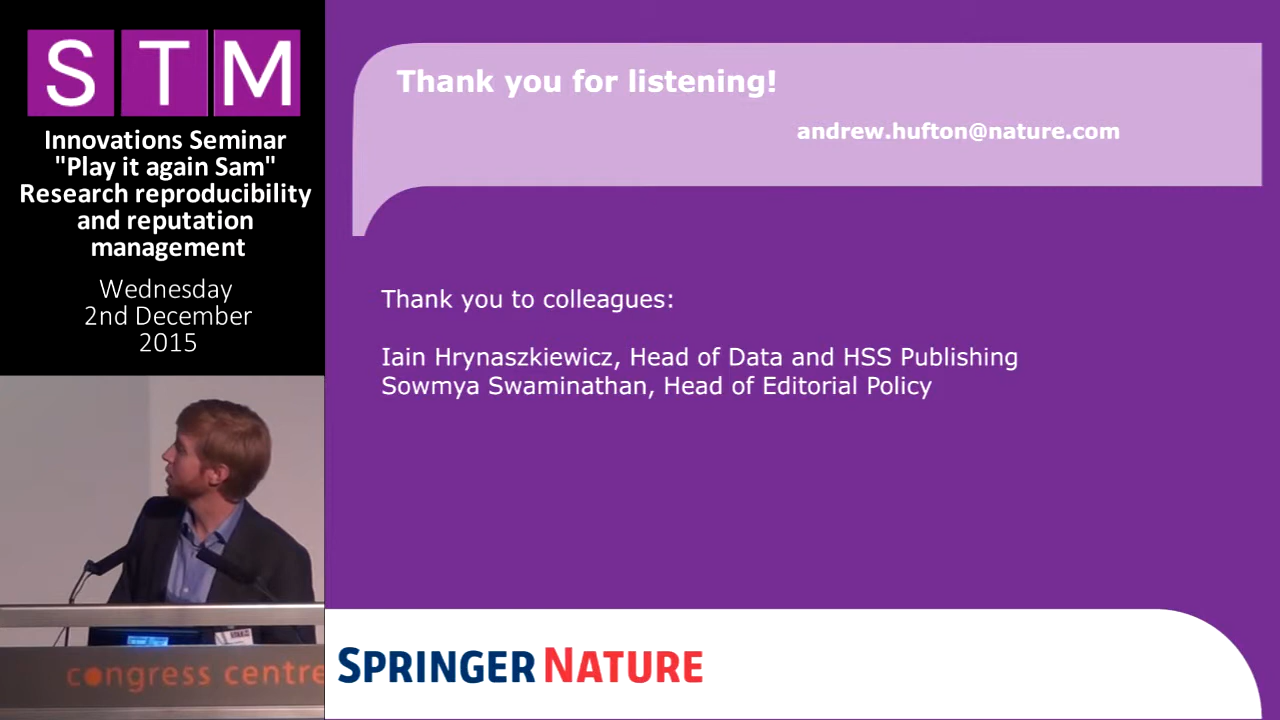 STM
Innovations Seminar
"Play it again Sam"
Research reproducibility
and reputation
management
Wednesday
2nd December
2015
congress centre
Thank you for listening!
andrew.hufton@nature.com
Thank you to colleagues:
Iain Hrynaszkiewicz, Head of Data and HSS Publishing
Sowmya Swaminathan, Head of Editorial Policy
SPRINGER NATURE